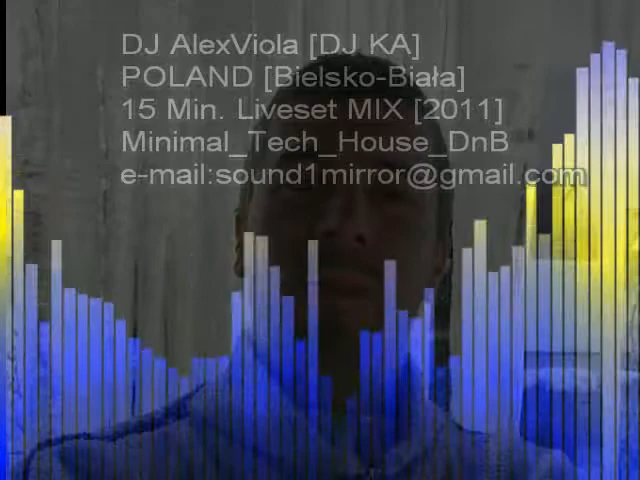 DJ AlexViola [DJ KA]
POLAND [Bielsko-Biała]
15 Min. Liveset MIX [2011]
Minimal_Tech_House_DnB
e-mail:sound1mirror@gmail.com